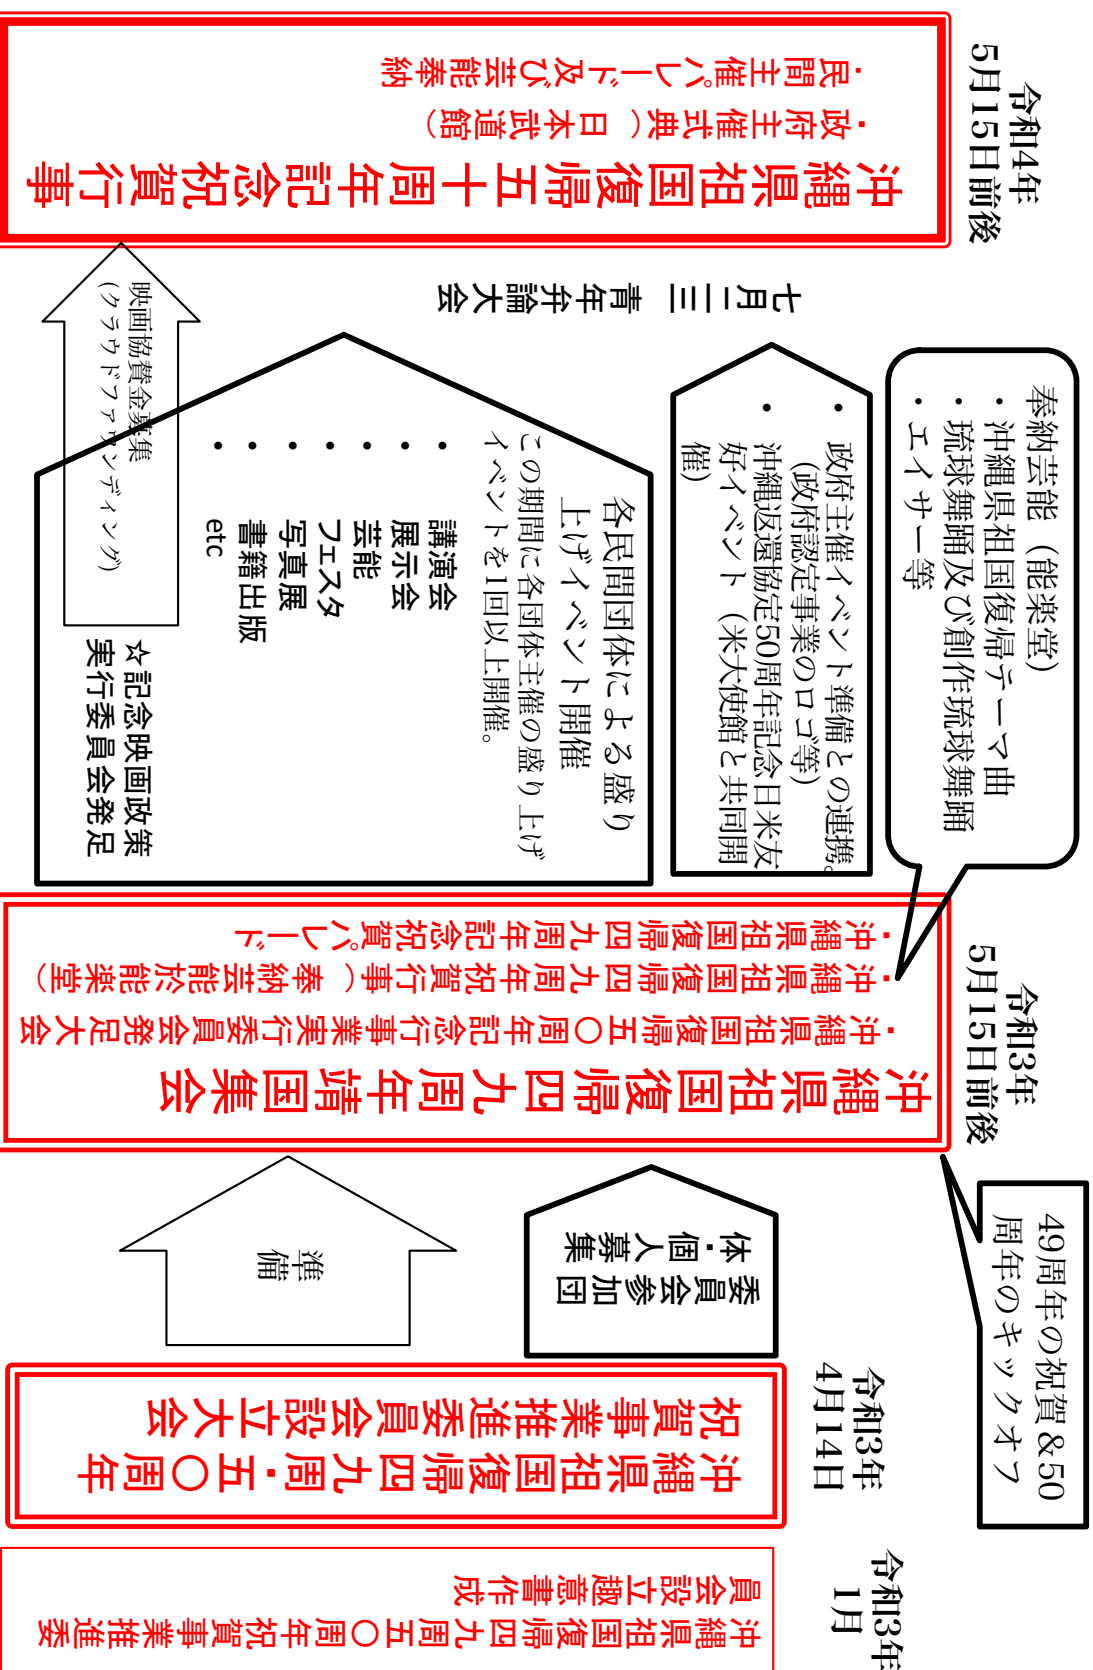 令和4年
5月15日前後
沖縄県祖国復帰五十周年記念祝賀行事
・政府主催式典(日本武道館)
・民間主催パレード及び芸能奉納
七月二三 青年弁論大会
映画協賛金募集
(クラウドファウンディング)
☆記念映画政策
実行委員会発足
奉納芸能（能楽堂)
・沖縄県祖国復帰テーマ曲
・琉球舞踊及び創作琉球舞踊
・エイサー等
・政府主催イベント準備との連携。
(政府認定事業のロゴ等)
・沖縄返還協定50周年記念日米友
好イベント（米大使館と共同開
催)
各民間団体による盛り
上げイベント開催
この期間に各団体主催の盛り上げ
イベントを1回以上開催。
・講演会
・展示会
・芸能
・フェスタ
・写真展
・書籍出版
・etc
令和3年
5月15日前後
沖縄県祖国復帰四九周年靖国集会
・沖縄県祖国復帰五〇周年記念行事業実行委員会発足大会
・沖縄県祖国復帰四九周年祝賀行事(奉納芸能於能楽堂)
・沖縄県祖国復帰四九周年記念祝賀パレード
49周年の祝賀＆50
周年のキックオフ
委員会参加団
体・個人募集
準
備
令和3年
4月14日
沖縄県祖国復帰四九周・五〇周年
祝賀事業推進委員会設立大会
令和3年
1月
沖縄県祖国復帰四九周五〇周年祝賀事業推進委
員会設立趣意書作成